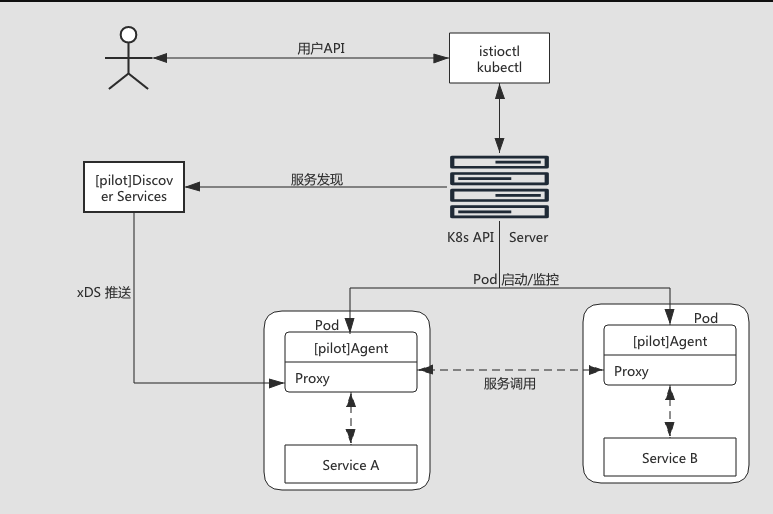 用户API
istioctl
kubectl
[pilot]Discov
er Services
服务发现
K8s API Server
Pod 启动/监控
xDS 推送
Pod
[pilot]Agent
Proxy
Service A
服务调用
Pod
[pilot]Agent
Proxy
Service B